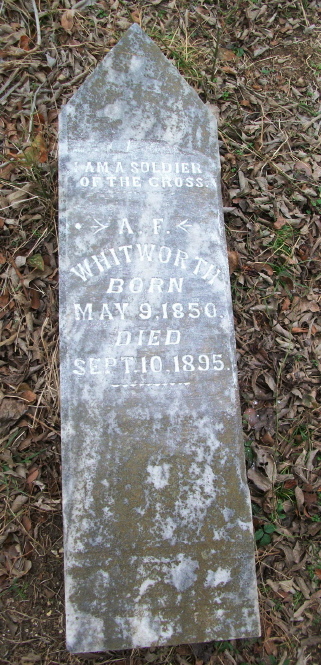 I
AM A SOLDIER
OF THE CROSS.
A. F.
WHITWORTH
BORN
MAY 9, 1850.
DIED
SEPT. 10. 1895.